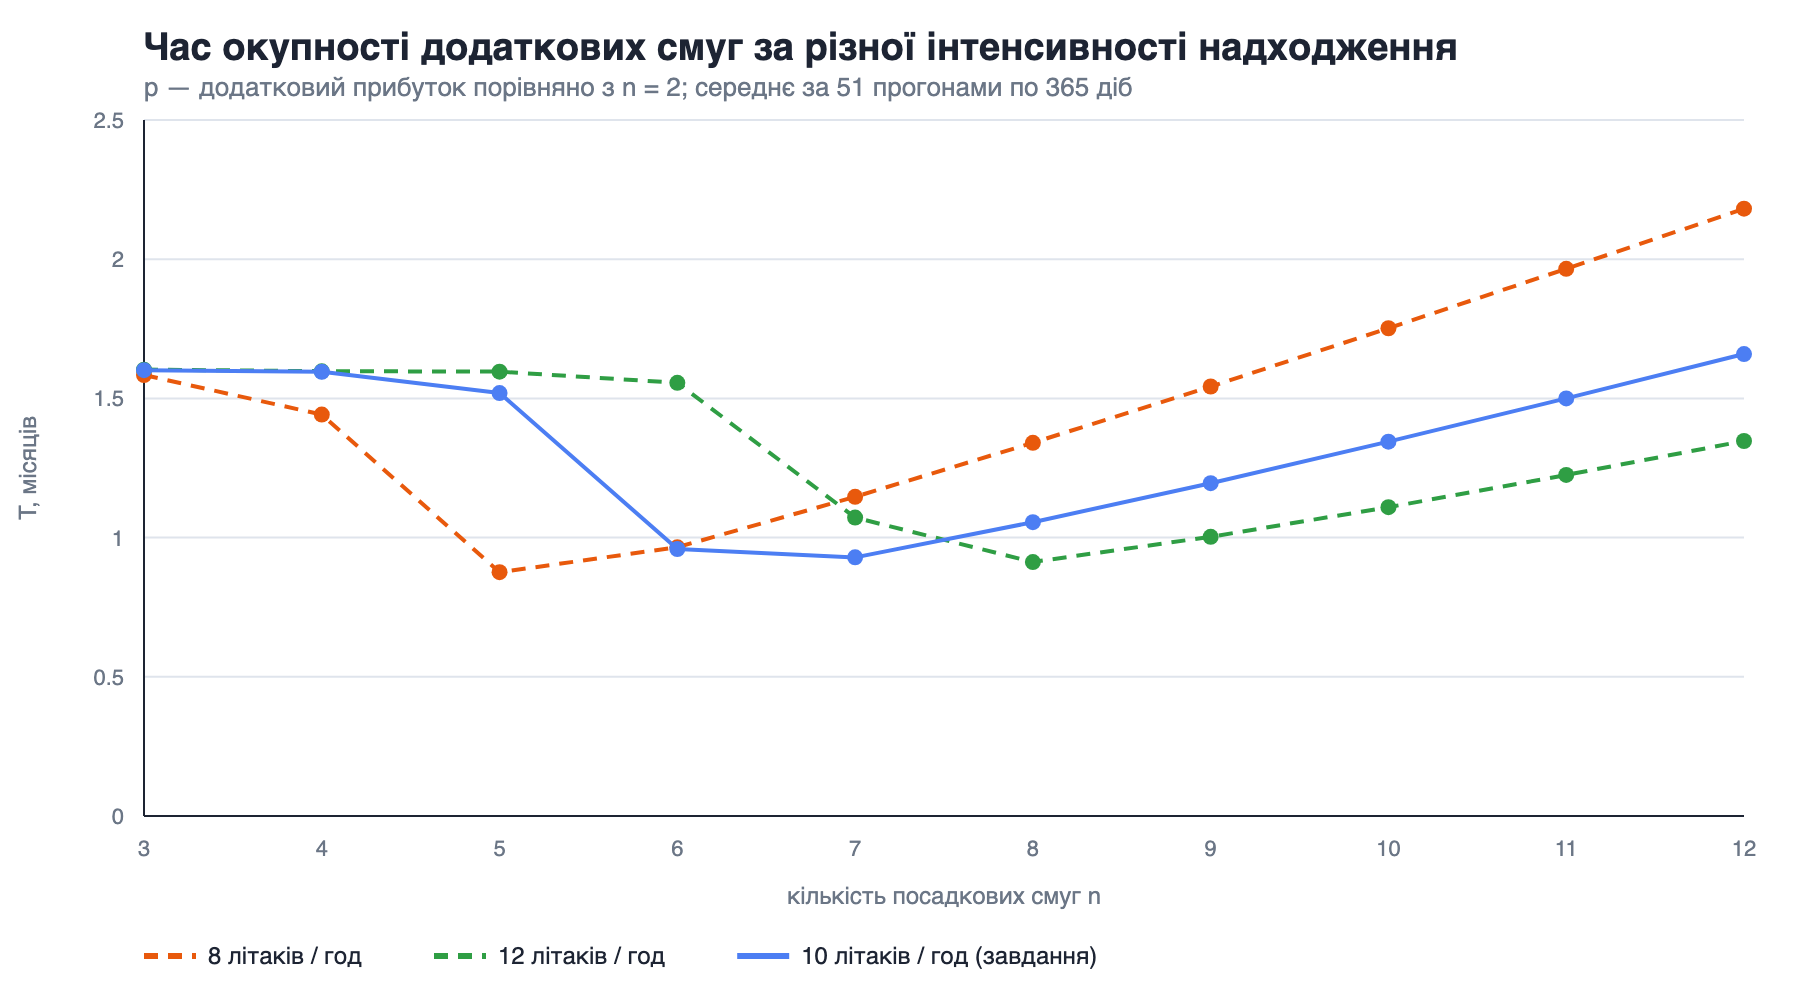 Час окупності додаткових смуг за різної інтенсивності надходження
p — додатковий прибуток порівняно з n = 2; середнє за 51 прогонами по 365 діб
2.5
2
1.5
1
0.5
0
T, місяців
3 4 5 6 7 8 9 10 11 12
кількість посадкових смуг n
8 літаків / год 12 літаків / год 10 літаків / год (завдання)